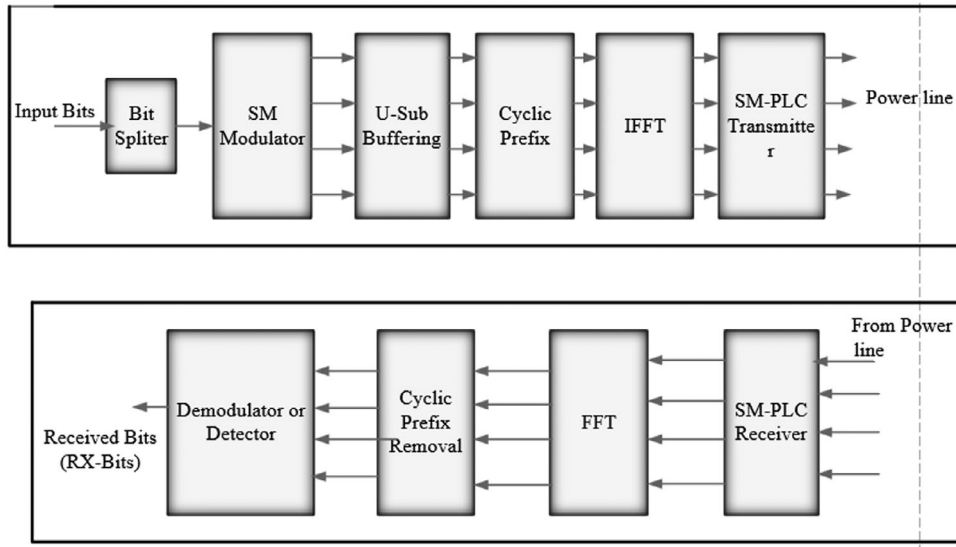 Input Bits
Bit
Spliter
SM
Modulator
U-Sub
Buffering
Cyclic
Prefix
IFFT
SM-PLC
Transmitte
r
Power line
Received Bits
(RX-Bits)
Demodulator or
Detector
Cyclic
Prefix
Removal
FFT
SM-PLC
Receiver
From Power
line